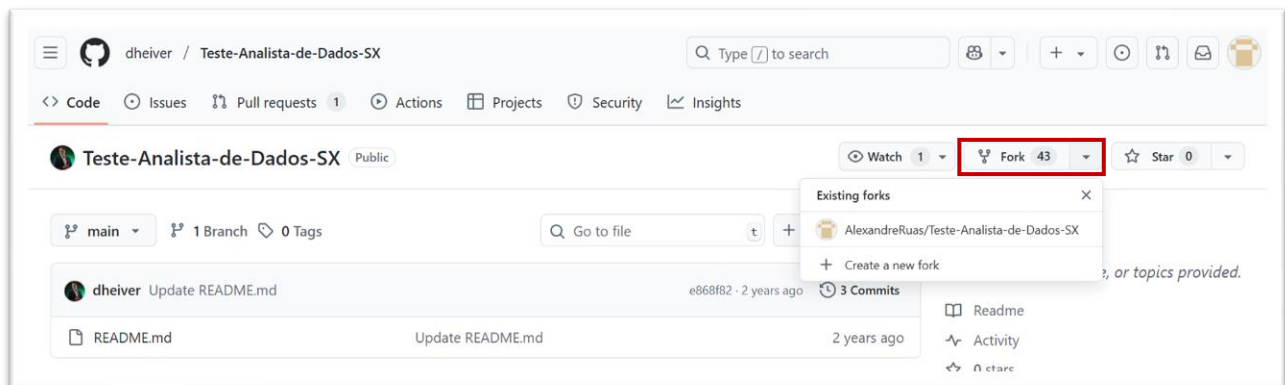 dheiver / Teste-Analista-de-Dados-SX
Type / to search
Code Issues Pull requests 1 Actions Projects Security Insights
Teste-Analista-de-Dados-SX Public
Watch 1 Fork 43 Star 0
Existing forks
AlexandreRuas/Teste-Analista-de-Dados-SX
Create a new fork
main 1 Branch 0 Tags
Go to file t
, or topics provided.
dheiver Update README.md e868f82 · 2 years ago 3 Commits
Readme
README.md Update README.md 2 years ago
Activity
0 stars